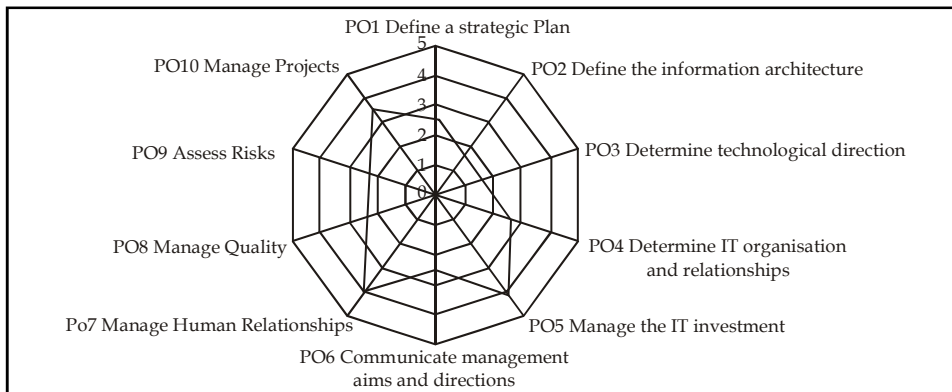 PO1 Define a strategic Plan
5
PO10 Manage Projects
PO2 Define the information architecture
4
3
PO9 Assess Risks
2
PO3 Determine technological direction
1
0
PO8 Manage Quality
PO4 Determine IT organisation
and relationships
Po7 Manage Human Relationships
PO5 Manage the IT investment
PO6 Communicate management
aims and directions